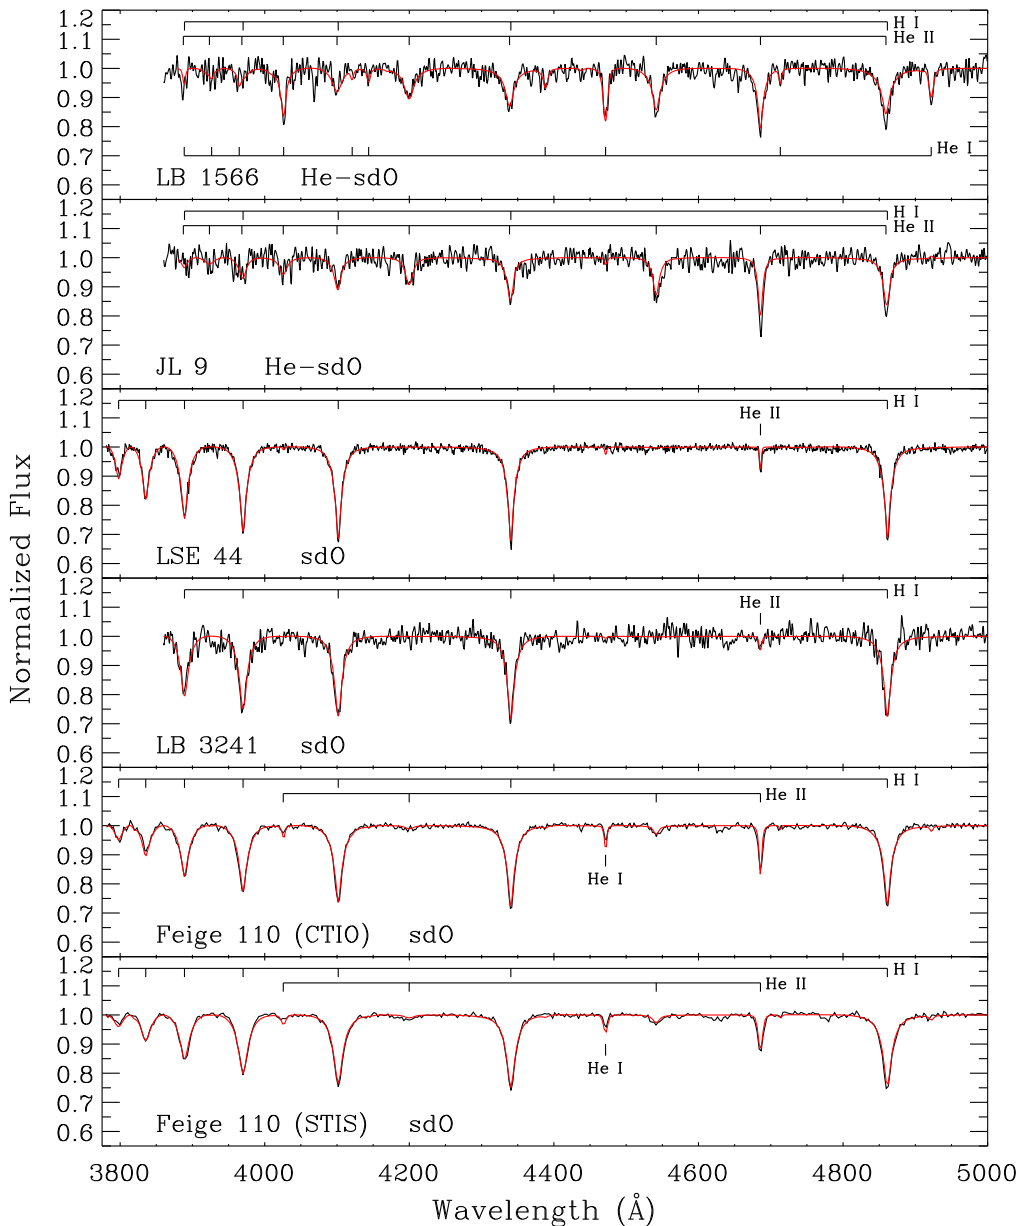 1.2
H I
1.1
He II
1.0
0.9
0.8
0.7
He I
0.6
LB 1566 He-sdO
1.2
H I
1.1
He II
1.0
0.9
0.8
0.7
0.6
JL 9 He-sdO
1.2
H I
1.1
He II
1.0
0.9
0.8
0.7
0.6
LSE 44 sdO
1.2
H I
1.1
He II
1.0
0.9
0.8
0.7
0.6
LB 3241 sdO
1.2
H I
1.1
He II
1.0
0.9
He I
0.8
0.7
0.6
Feige 110 (CTIO) sdO
1.2
H I
1.1
He II
1.0
0.9
He I
0.8
0.7
0.6
Feige 110 (STIS) sdO
Normalized Flux
3800 4000 4200 4400 4600 4800 5000
Wavelength (Å)